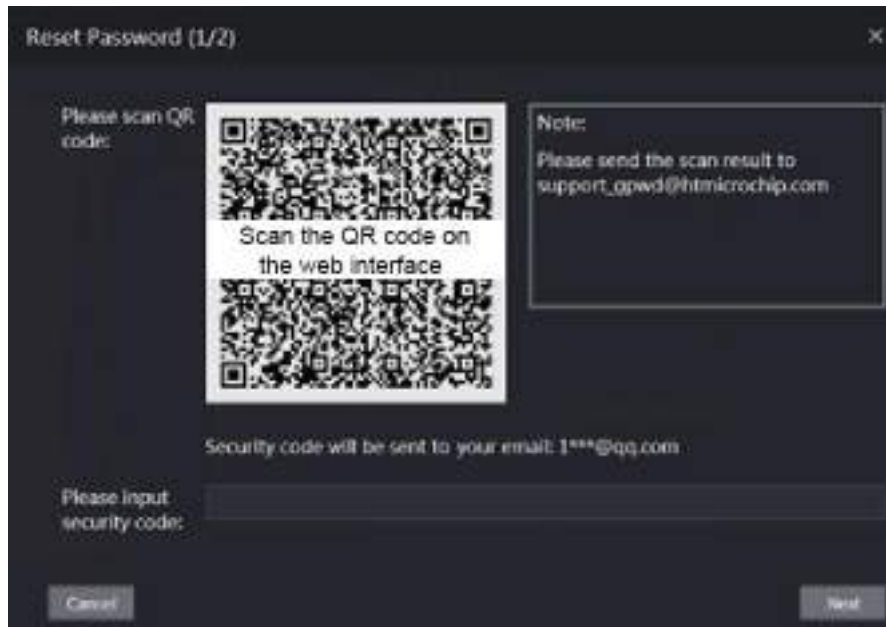 Reset Password (1/2)
×
Please scan QR
code:
Scan the QR code on
the web interface
Note:
Please send the scan result to
support_gpwd@htmicrochip.com
Security code will be sent to your email: 1***@qq.com
Please input
security code:
Cancel
Next